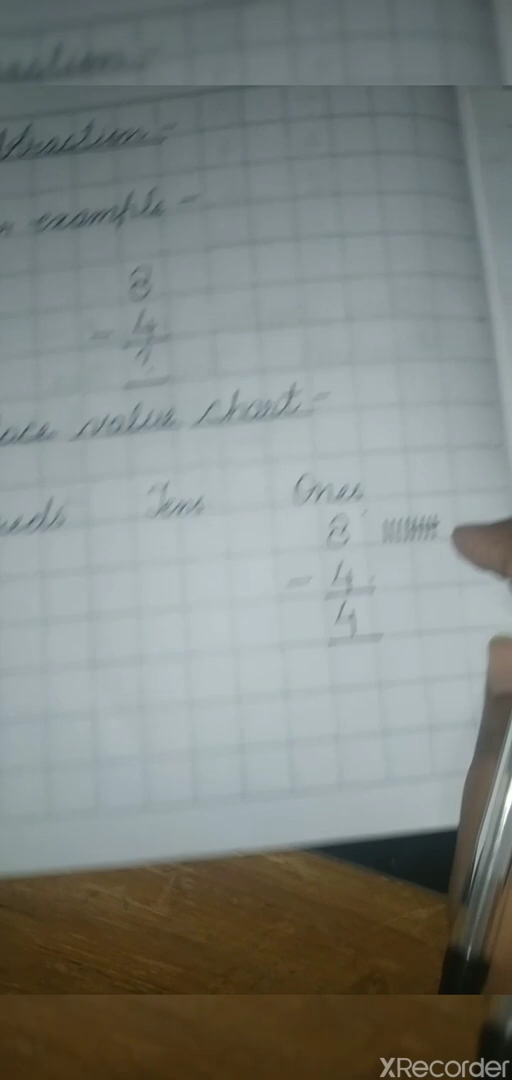 example -
8
- 4
4
value chart -
Tens Ones
8
- 4
4
XRecorder